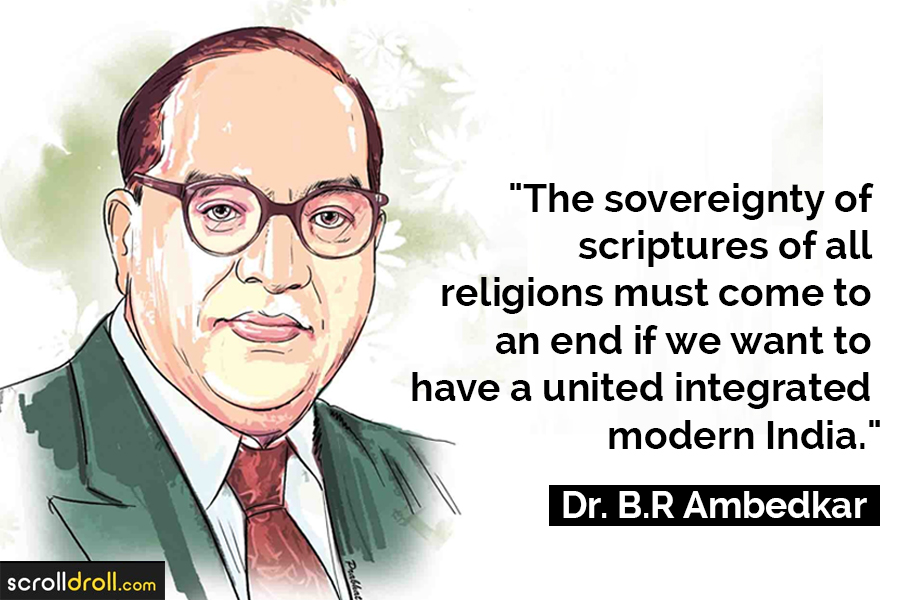 "The sovereignty of
scriptures of all
religions must come to
an end if we want to
have a united integrated
modern India."
Dr. B.R Ambedkar
Prabhat
scrolldroll.com